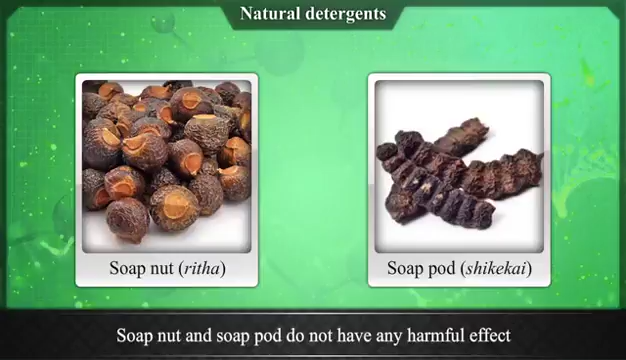 Natural detergents
Soap nut (ritha)
Soap pod (shikekai)
Soap nut and soap pod do not have any harmful effect